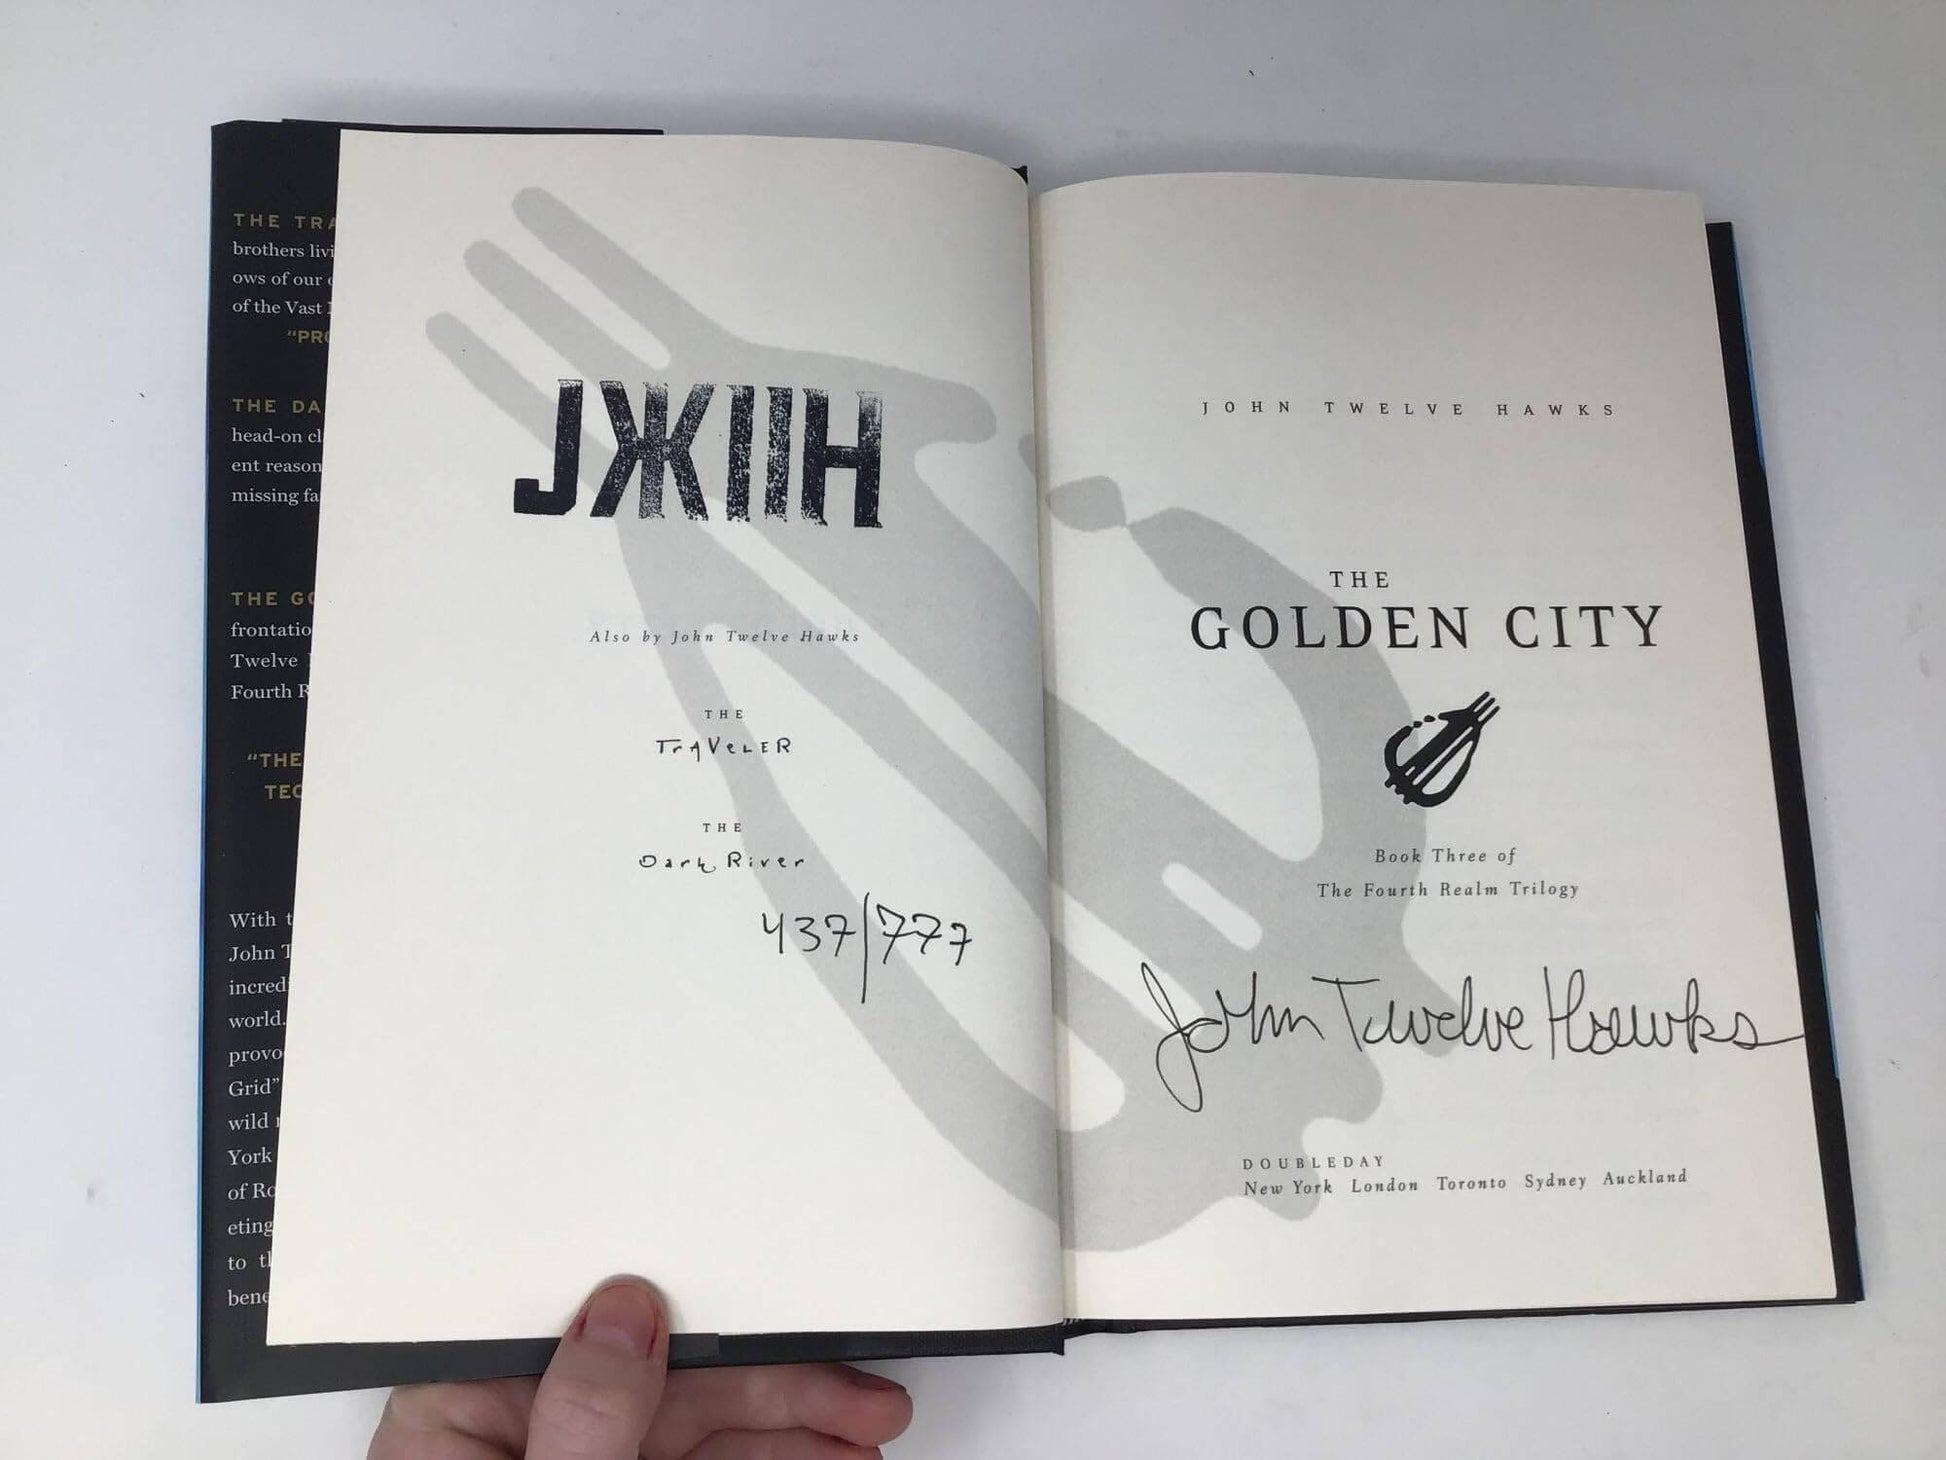 THE TRA
brothers livi
ows of our
of the Vast
"PRO
THE DA
head-on cl
ent reason
missing fa
THE GO
frontatio
Twelve
Fourth R
"THE
TEC
With t
John T
incredi
world.
provo
Grid"
wild
York
of Ro
eting
to th
bene
JЖIIH
Also by John Twelve Hawks
THE
TrAVeLER
THE
Dark River
437/777
JOHN TWELVE HAWKS
THE
GOLDEN CITY
Book Three of
The Fourth Realm Trilogy
John Twelve Hawks
DOUBLEDAY
New York London Toronto Sydney Auckland